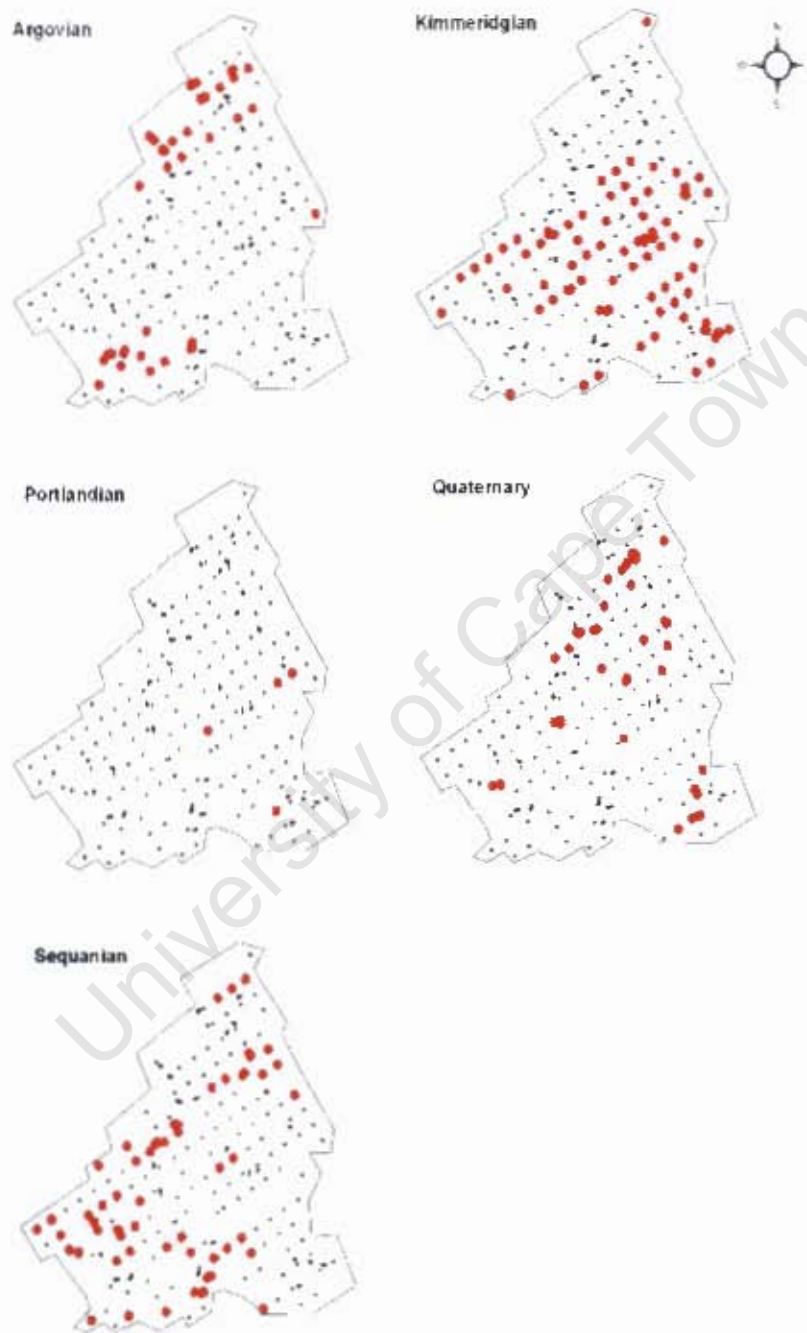 Argovian
Kimmeridgian
Portlandian
Quaternary
Sequanian
University of Cape Town